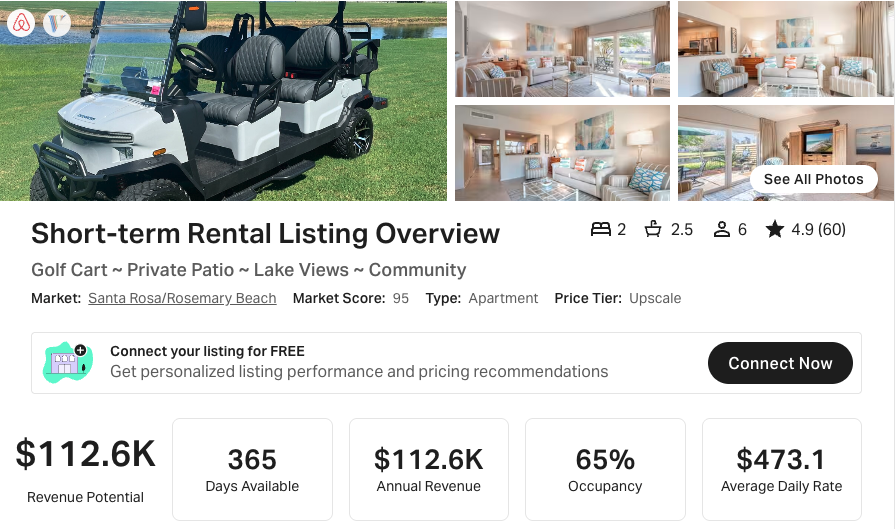 See All Photos
Short-term Rental Listing Overview
2 2.5 6 4.9 (60)
Golf Cart ~ Private Patio ~ Lake Views ~ Community
Market: Santa Rosa/Rosemary Beach Market Score: 95 Type: Apartment Price Tier: Upscale
Connect your listing for FREE
Get personalized listing performance and pricing recommendations
Connect Now
$112.6K
Revenue Potential
365
Days Available
$112.6K
Annual Revenue
65%
Occupancy
$473.1
Average Daily Rate